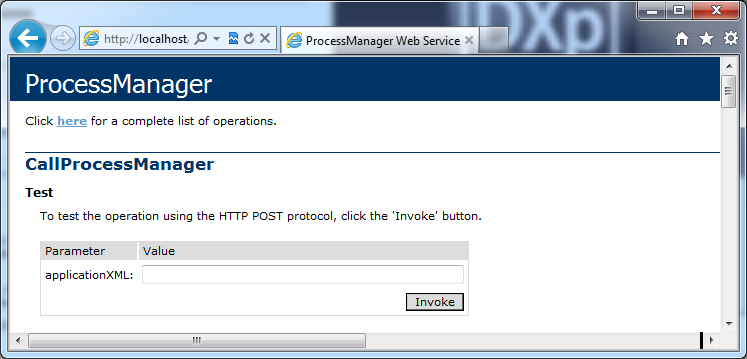 |DXp|
http://localhost/
ProcessManager Web Service
ProcessManager
Click here for a complete list of operations.
CallProcessManager
Test
To test the operation using the HTTP POST protocol, click the 'Invoke' button.
Parameter Value
applicationXML:
Invoke